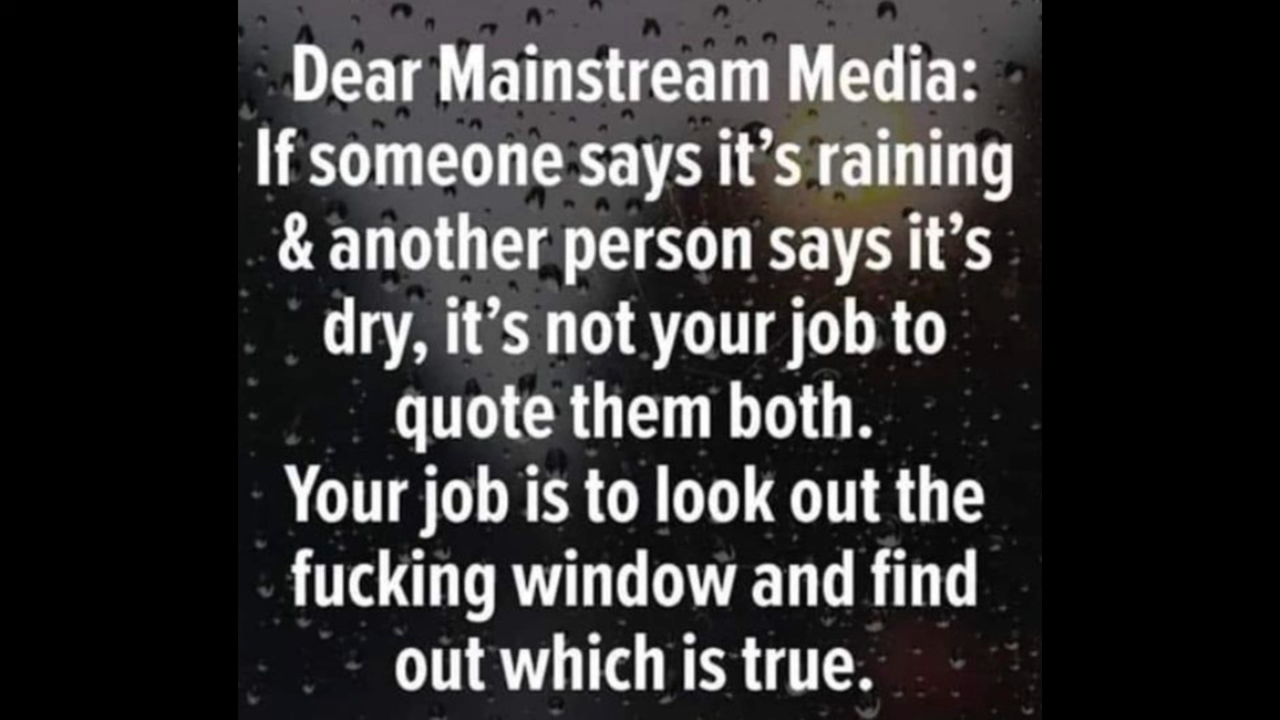 Dear Mainstream Media:
If someone says it’s raining
& another person says it’s
dry, it’s not your job to
quote them both.
Your job is to look out the
fucking window and find
out which is true.